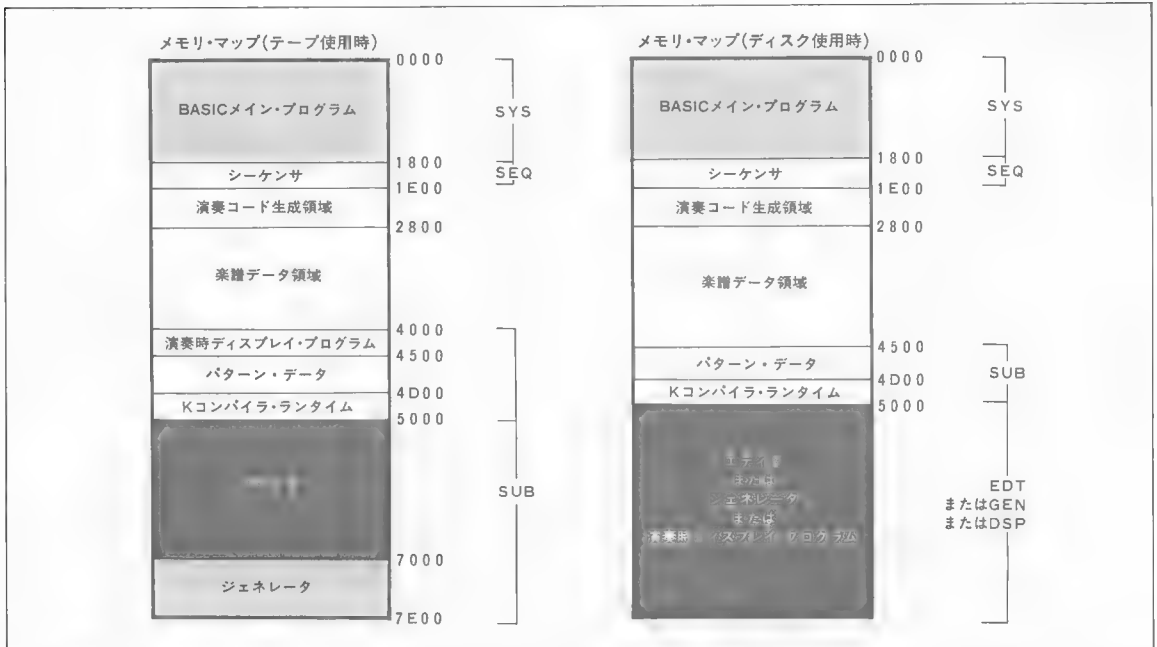 メモリ・マップ(テープ使用時)
0000
BASICメイン・プログラム
SYS
1800
シーケンサ
SEQ
1E00
演奏コード生成領域
2800
楽譜データ領域
4000
演奏時ディスプレイ・プログラム
4500
パターン・データ
4D00
Kコンパイラ・ランタイム
5000
SUB
7000
ジェネレータ
7E00
メモリ・マップ(ディスク使用時)
0000
BASICメイン・プログラム
SYS
1800
シーケンサ
SEQ
1E00
演奏コード生成領域
2800
楽譜データ領域
4500
パターン・データ
SUB
4D00
Kコンパイラ・ランタイム
5000
または
ジェネレータ
または
演奏時 プログラム
EDT
またはGEN
またはDSP